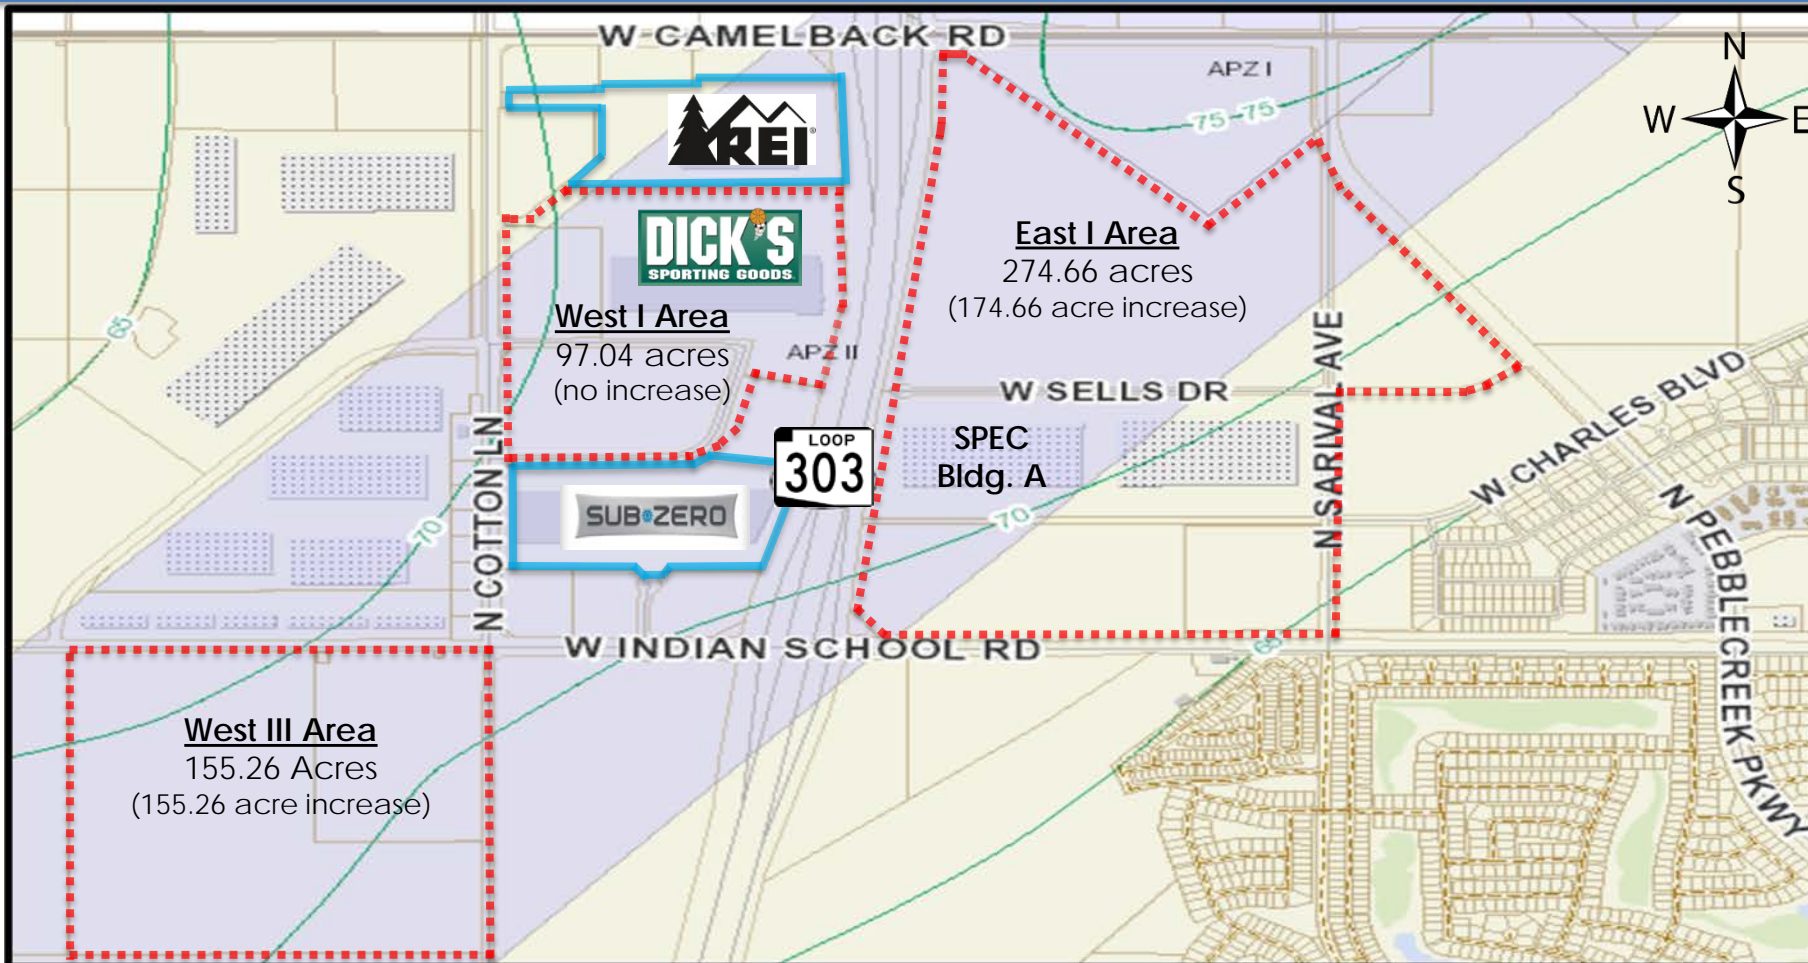 W CAMELBACK RD
N
W
E
S
APZ I
75
75
REI
DICK'S
SPORTING GOODS
East I Area
274.66 acres
(174.66 acre increase)
65
West I Area
97.04 acres
(no increase)
APZ II
W SELLS DR
N SARIVAL AVE
W CHARLES BLVD
N COTTON LN
LOOP
303
SPEC
Bldg. A
SUB-ZERO
70
70
N PEBBLECREEK PKWY
W INDIAN SCHOOL RD
65
West III Area
155.26 Acres
(155.26 acre increase)